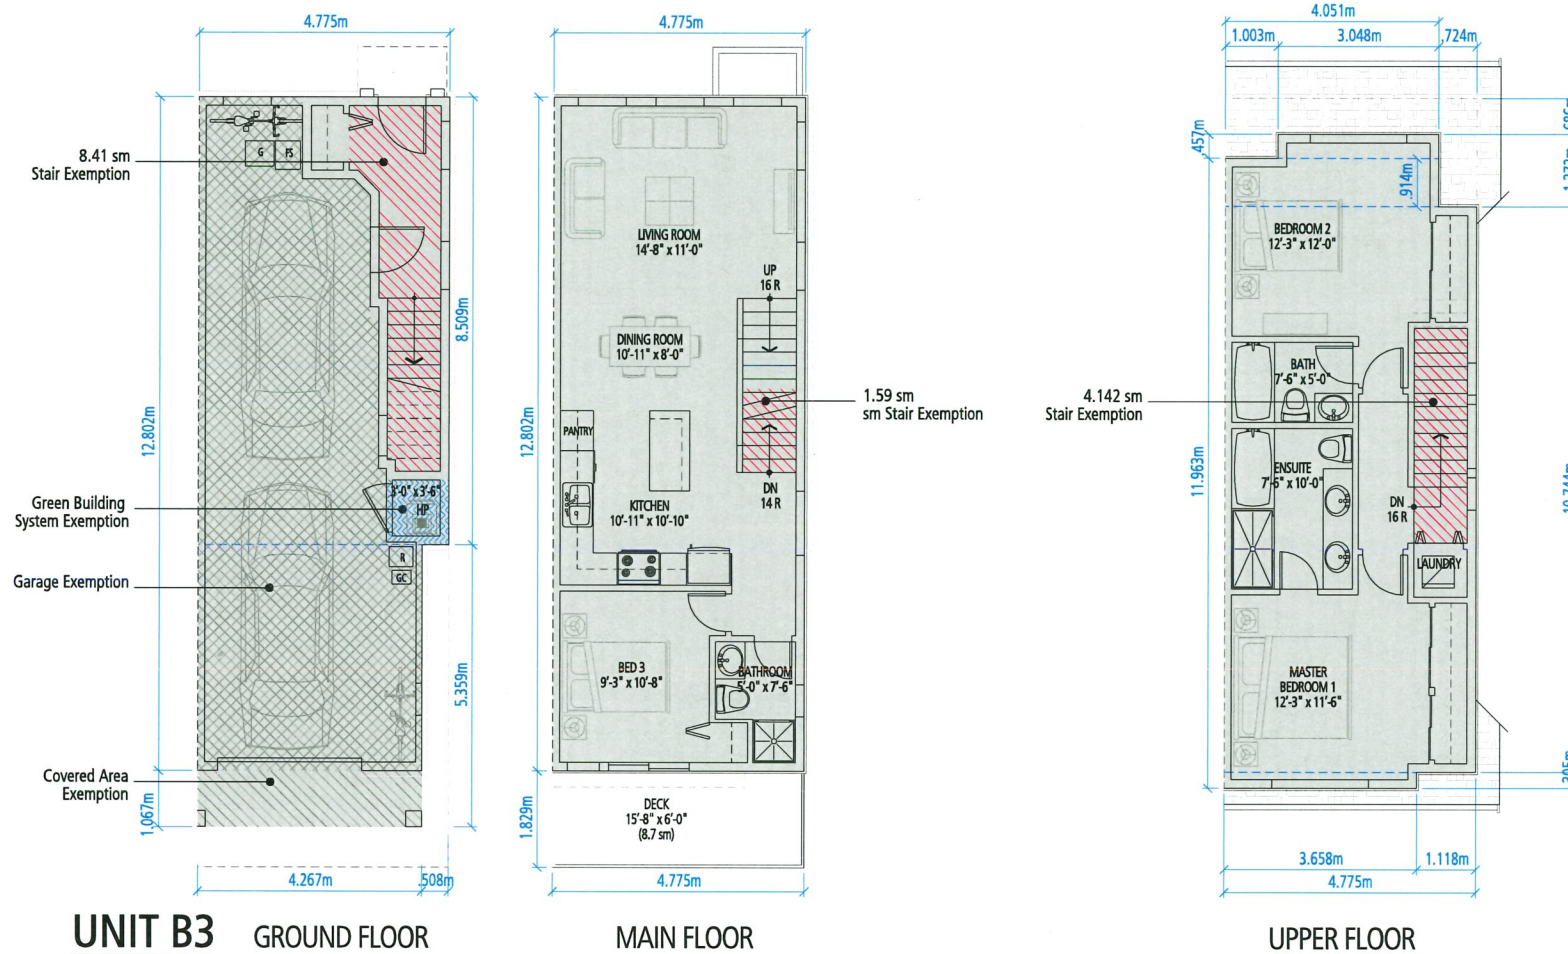 4.775m
8.41 sm
Stair Exemption
G
FS
8.509m
12.802m
3'-0" x 3'-6"
HP
Green Building
System Exemption
R
GC
Garage Exemption
5.359m
Covered Area
Exemption
1.067m
4.267m
.508m
UNIT B3
GROUND FLOOR
4.775m
LIVING ROOM
14'-8" x 11'-0"
UP
16 R
DINING ROOM
10'-11" x 8'-0"
1.59 sm
sm Stair Exemption
PANTRY
12.802m
DN
14 R
KITCHEN
10'-11" x 10'-10"
BED 3
9'-3" x 10'-8"
BATHROOM
5'-0" x 7'-6"
DECK
15'-8" x 6'-0"
(8.7 sm)
1.829m
4.775m
MAIN FLOOR
4.051m
1.003m
3.048m
.724m
.457m
.914m
BEDROOM 2
12'-3" x 12'-0"
BATH
7'-6" x 5'-0"
4.142 sm
Stair Exemption
11.963m
ENSUITE
7'-6" x 10'-0"
DN
16 R
LAUNDRY
MASTER
BEDROOM 1
12'-3" x 11'-6"
3.658m
1.118m
4.775m
UPPER FLOOR